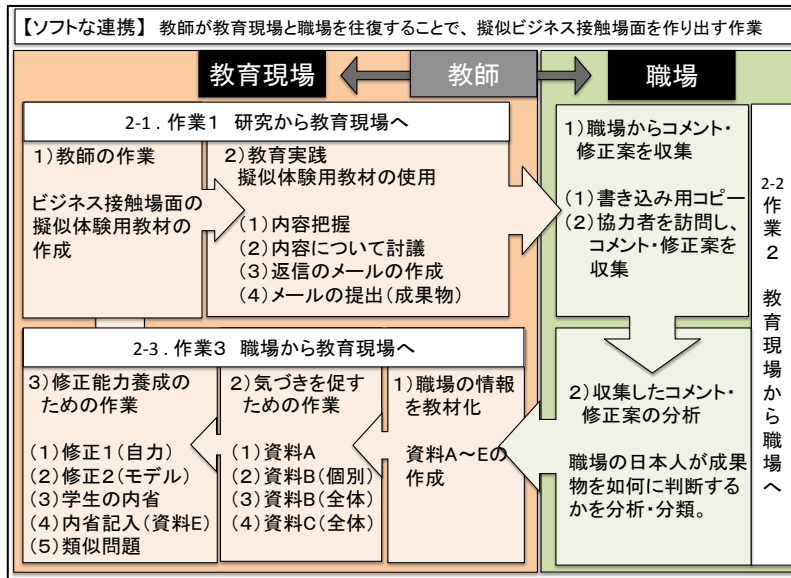 【ソフトな連携】 教師が教育現場と職場を往復することで、擬似ビジネス接触場面を作り出す作業
教育現場
教師
職場
2-1．作業1 研究から教育現場へ
1）教師の作業
ビジネス接触場面の
擬似体験用教材の
作成
2）教育実践
擬似体験用教材の使用
（1）内容把握
（2）内容について討議
（3）返信のメールの作成
（4）メールの提出（成果物）
1）職場からコメント・
修正案を収集
（1）書き込み用コピー
（2）協力者を訪問し、
コメント・修正案を
収集
2-2
作業2 教育現場から職場へ
2）収集したコメント・
修正案の分析
職場の日本人が成果
物を如何に判断する
かを分析・分類。
2-3．作業3 職場から教育現場へ
1）職場の情報
を教材化
資料A～Eの
作成
2）気づきを促す
ための作業
（1）資料A
（2）資料B（個別）
（3）資料B（全体）
（4）資料C（全体）
3）修正能力養成の
ための作業
（1）修正1（自力）
（2）修正2（モデル）
（3）学生の内省
（4）内省記入（資料E）
（5）類似問題